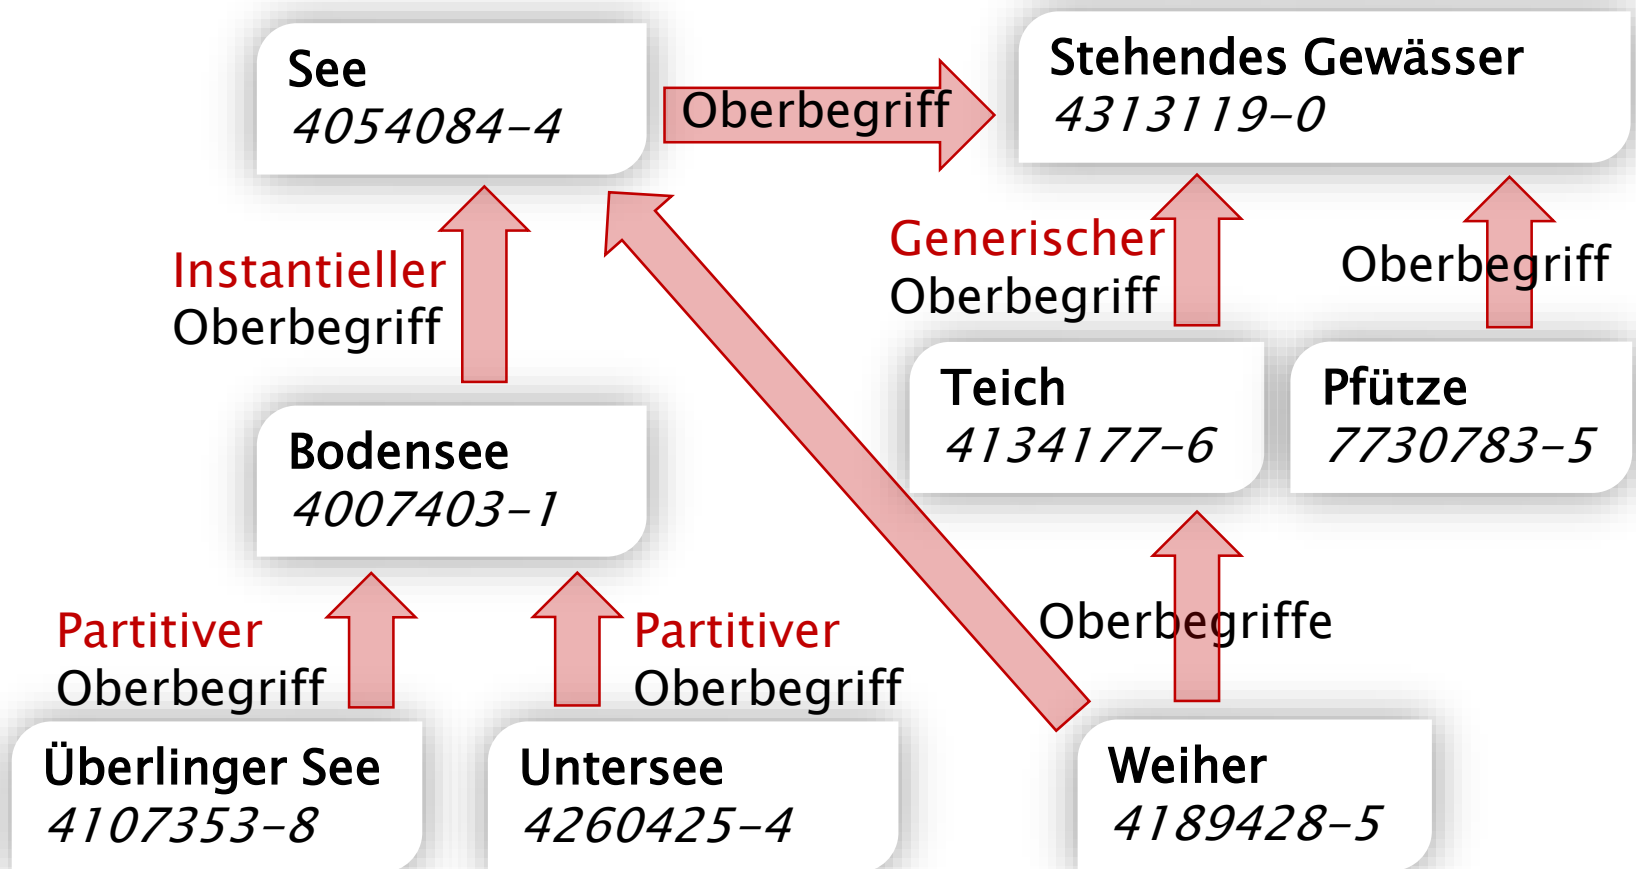 See
4054084-4
Oberbegriff
Stehendes Gewässer
4313119-0
Instantieller
Oberbegriff
Generischer
Oberbegriff
Oberbegriff
Bodensee
4007403-1
Teich
4134177-6
Pfütze
7730783-5
Partitiver
Oberbegriff
Partitiver
Oberbegriff
Oberbegriffe
Überlinger See
4107353-8
Untersee
4260425-4
Weiher
4189428-5